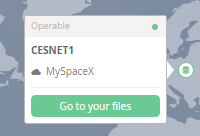 Operable
CESNET1
MySpaceX
Go to your files